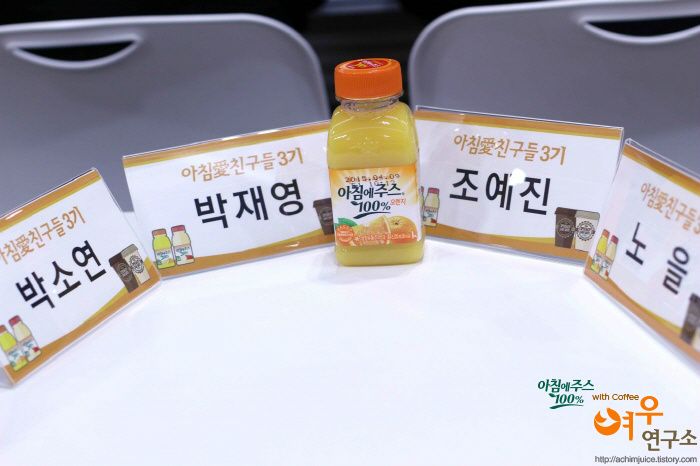 아침愛친구들3기
박소연
아침愛친구들3기
박재영
2015.04.09
아침에주스
100%
오렌지
아침愛친구들3기
조예진
아침愛친구들3기
노을
아침에주스
100%
with Coffee
여우
연구소
http://achimjuice.tistory.com